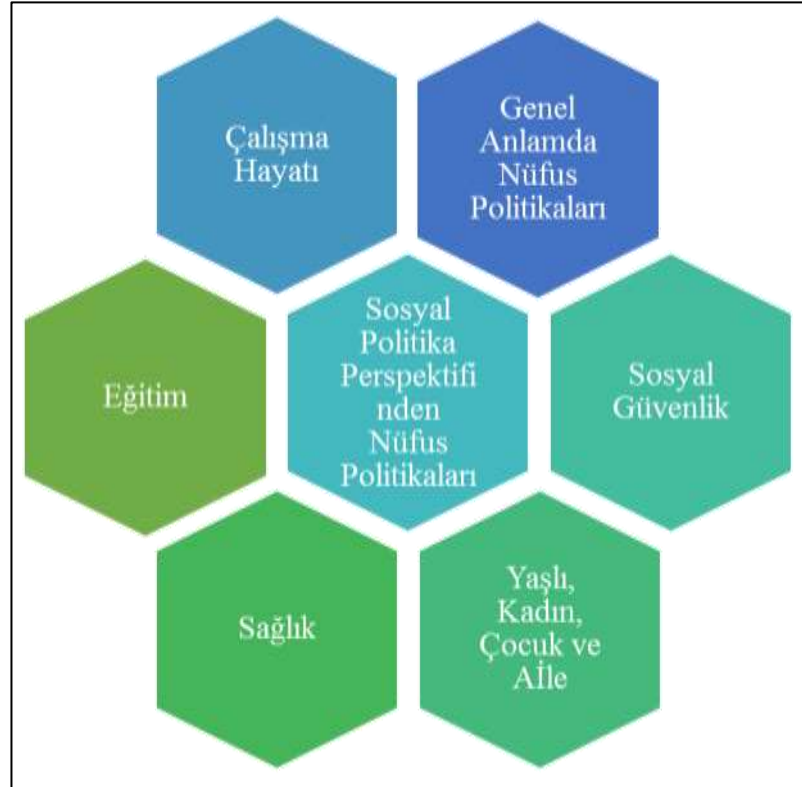 Çalışma
Hayatı
Genel
Anlamda
Nüfus
Politikaları
Eğitim
Sosyal
Politika
Perspektifi
nden
Nüfus
Politikaları
Sosyal
Güvenlik
Sağlık
Yaşlı,
Kadın,
Çocuk ve
Aİle